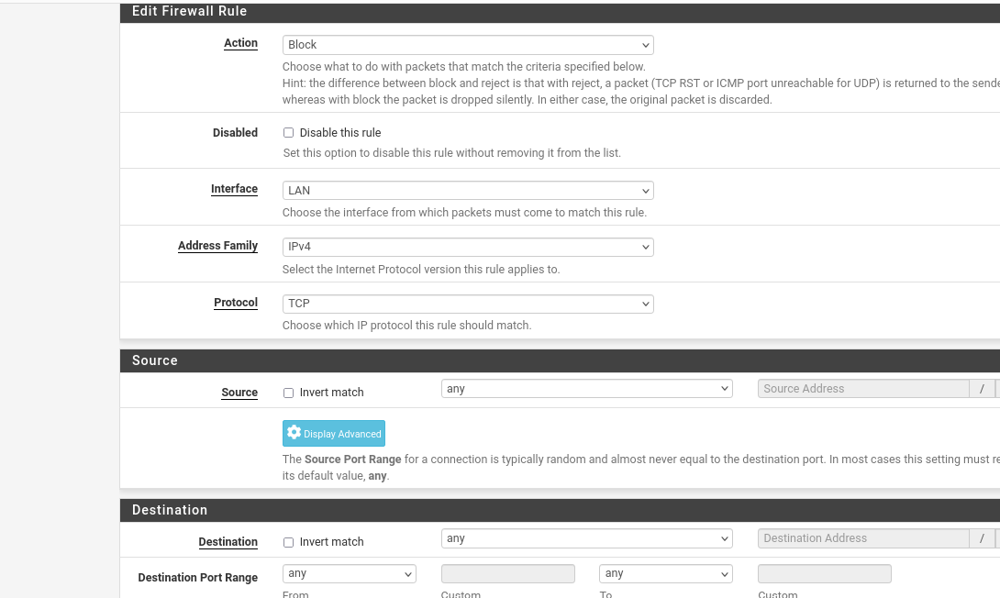 Edit Firewall Rule
Action
Block
Choose what to do with packets that match the criteria specified below.
Hint: the difference between block and reject is that with reject, a packet (TCP RST or ICMP port unreachable for UDP) is returned to the
whereas with block the packet is dropped silently. In either case, the original packet is discarded.
Disabled
Disable this rule
Set this option to disable this rule without removing it from the list.
Interface
LAN
Choose the interface from which packets must come to match this rule.
Address Family
IPv4
Select the Internet Protocol version this rule applies to.
Protocol
TCP
Choose which IP protocol this rule should match.
Source
Source
Invert match
any
Source Address
/
Display Advanced
The Source Port Range for a connection is typically random and almost never equal to the destination port. In most cases this setting must
its default value, any.
Destination
Destination
Invert match
any
Destination Address
/
Destination Port Range
any
any
From
Custom
To
Custom